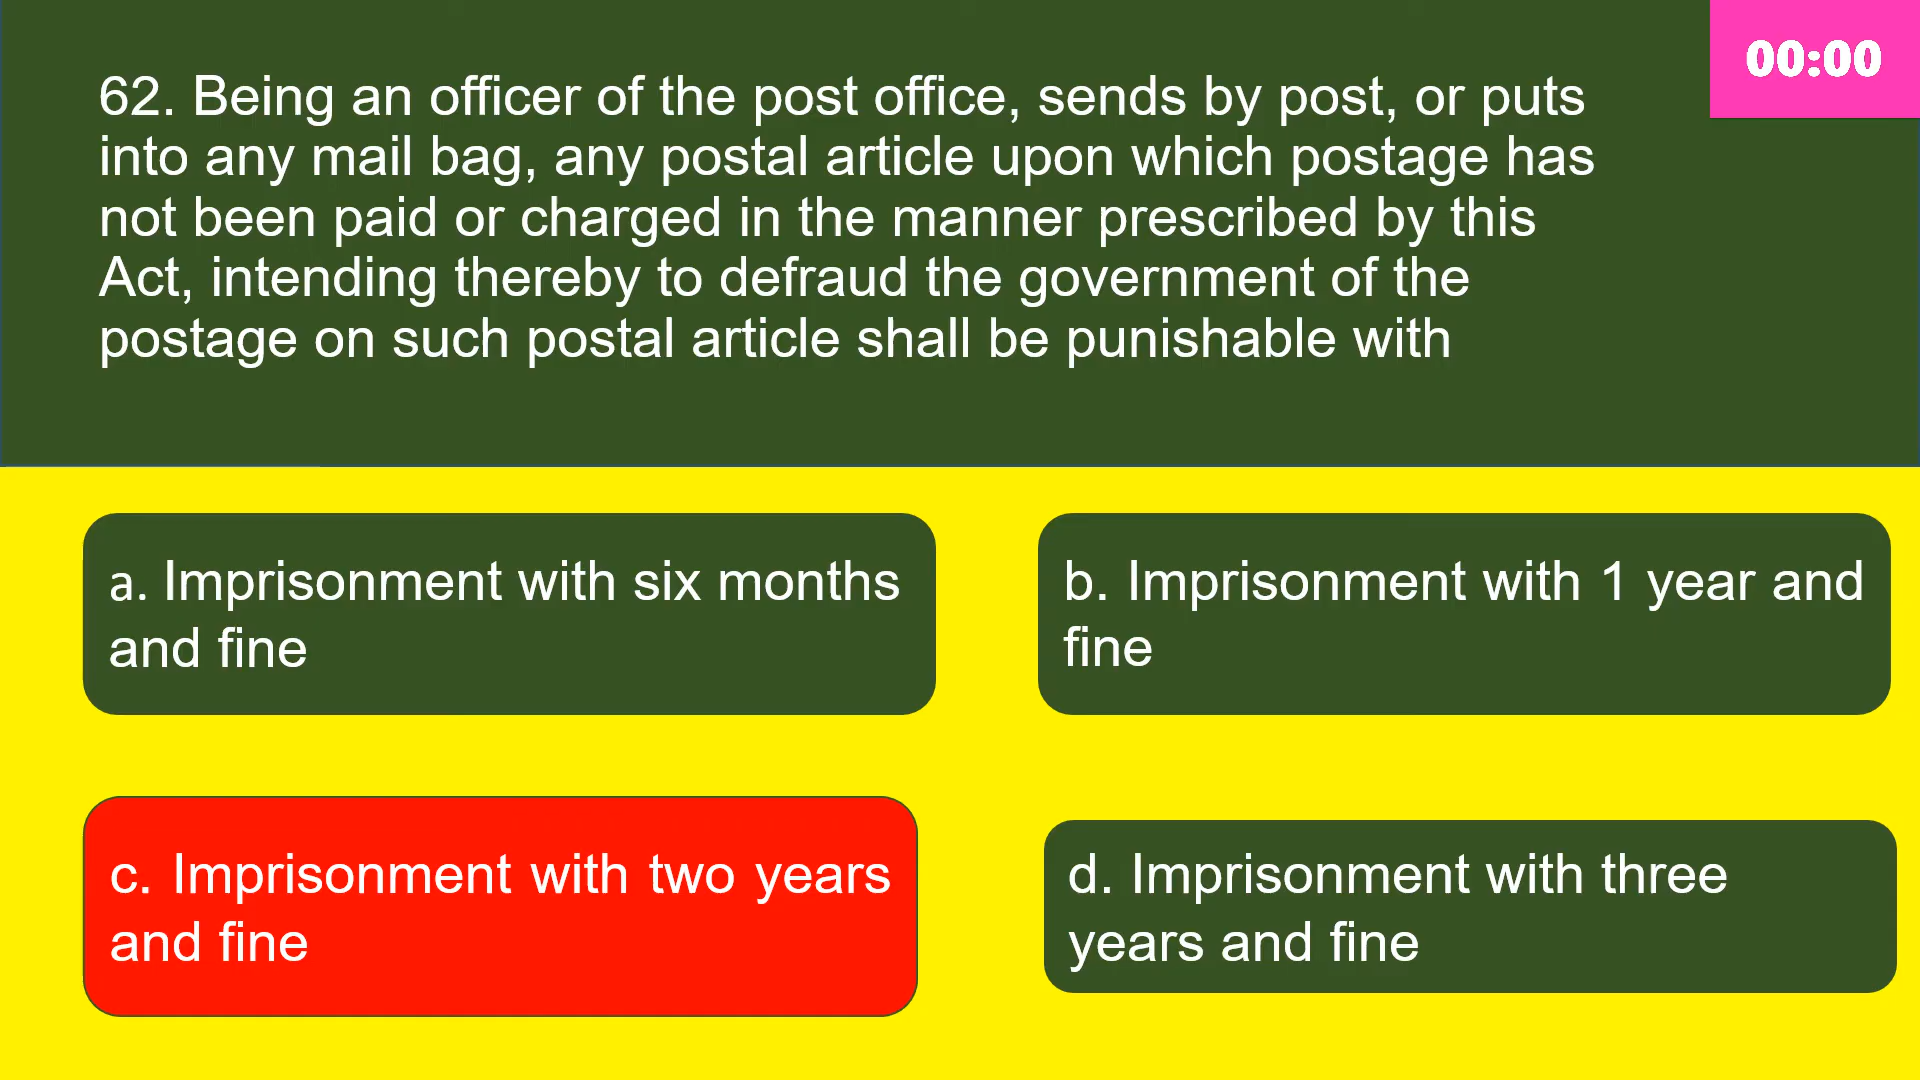 00:00
62. Being an officer of the post office, sends by post, or puts
into any mail bag, any postal article upon which postage has
not been paid or charged in the manner prescribed by this
Act, intending thereby to defraud the government of the
postage on such postal article shall be punishable with
a. Imprisonment with six months
and fine
b. Imprisonment with 1 year and
fine
c. Imprisonment with two years
and fine
d. Imprisonment with three
years and fine